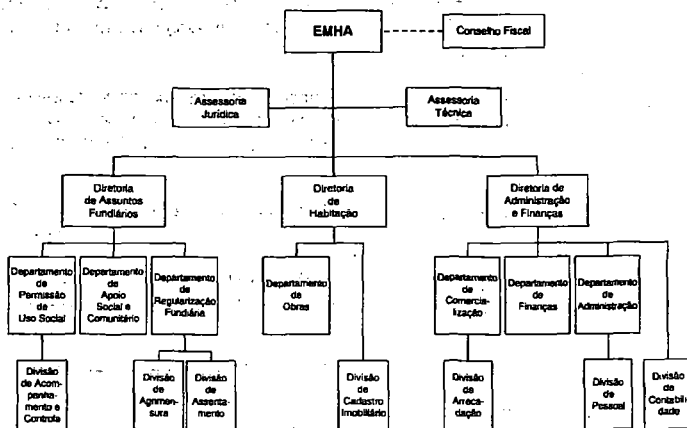 EMHA
Conselho Fiscal
Assessoria
Jurídica
Assessoria
Técnica
Diretoria
de Assuntos
Fundiários
Diretoria
de
Habitação
Diretoria de
Administração
e Finanças
Departamento
de
Permissão
de
Uso Social
Departamento
de
Apoio
Social e
Comunitário
Departamento
de
Regularização
Fundiária
Departamento
de
Obras
Departamento
de
Comercia-
lização
Departamento
de
Finanças
Departamento
de
Administração
Divisão
de Acom-
panha-
mento e
Controle
Divisão
de
Agrimen-
sura
Divisão
de
Assenta-
mento
Divisão
de
Cadastro
Imobiliário
Divisão
de
Arreca-
dação
Divisão
de
Pessoal
Divisão
de
Contabili-
dade